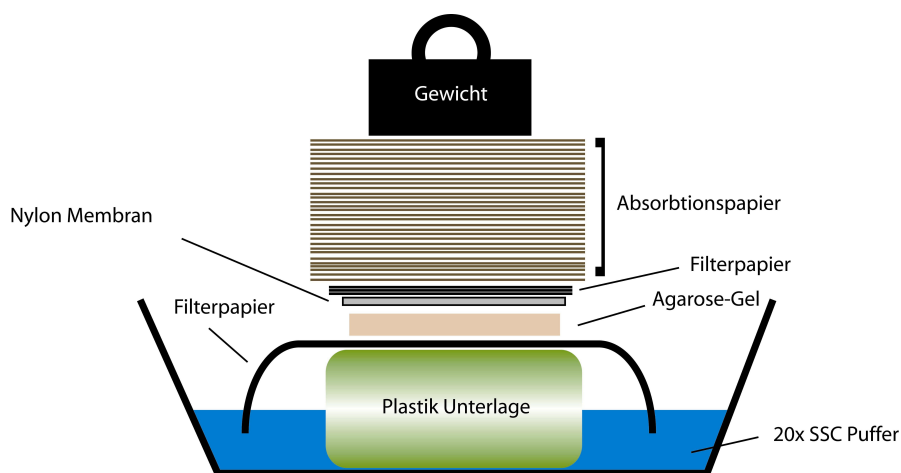 Gewicht
Absorbtionspapier
Nylon Membran
Filterpapier
Agarose-Gel
Filterpapier
Plastik Unterlage
20x SSC Puffer